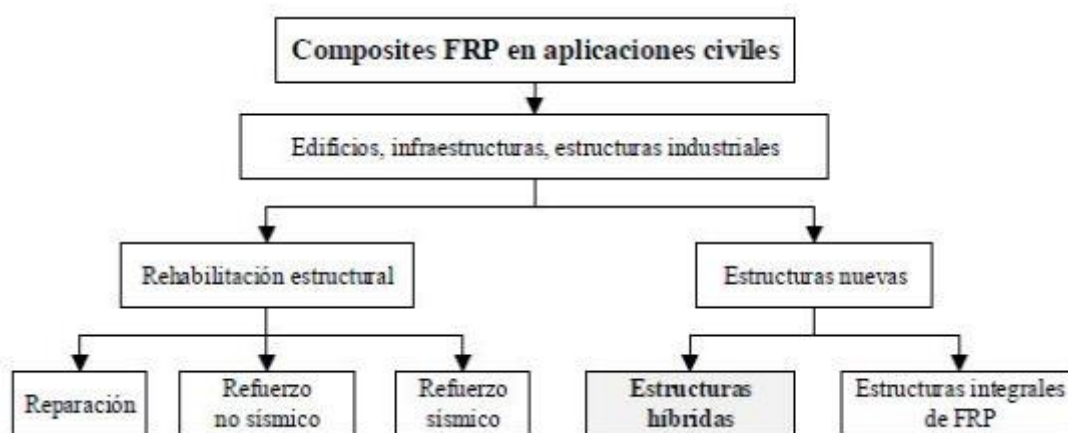 Composites FRP en aplicaciones civiles
Edificios, infraestructuras, estructuras industriales
Rehabilitación estructural
Estructuras nuevas
Reparación
Refuerzo
no sísmico
Refuerzo
sísmico
Estructuras
híbridas
Estructuras integrales
de FRP